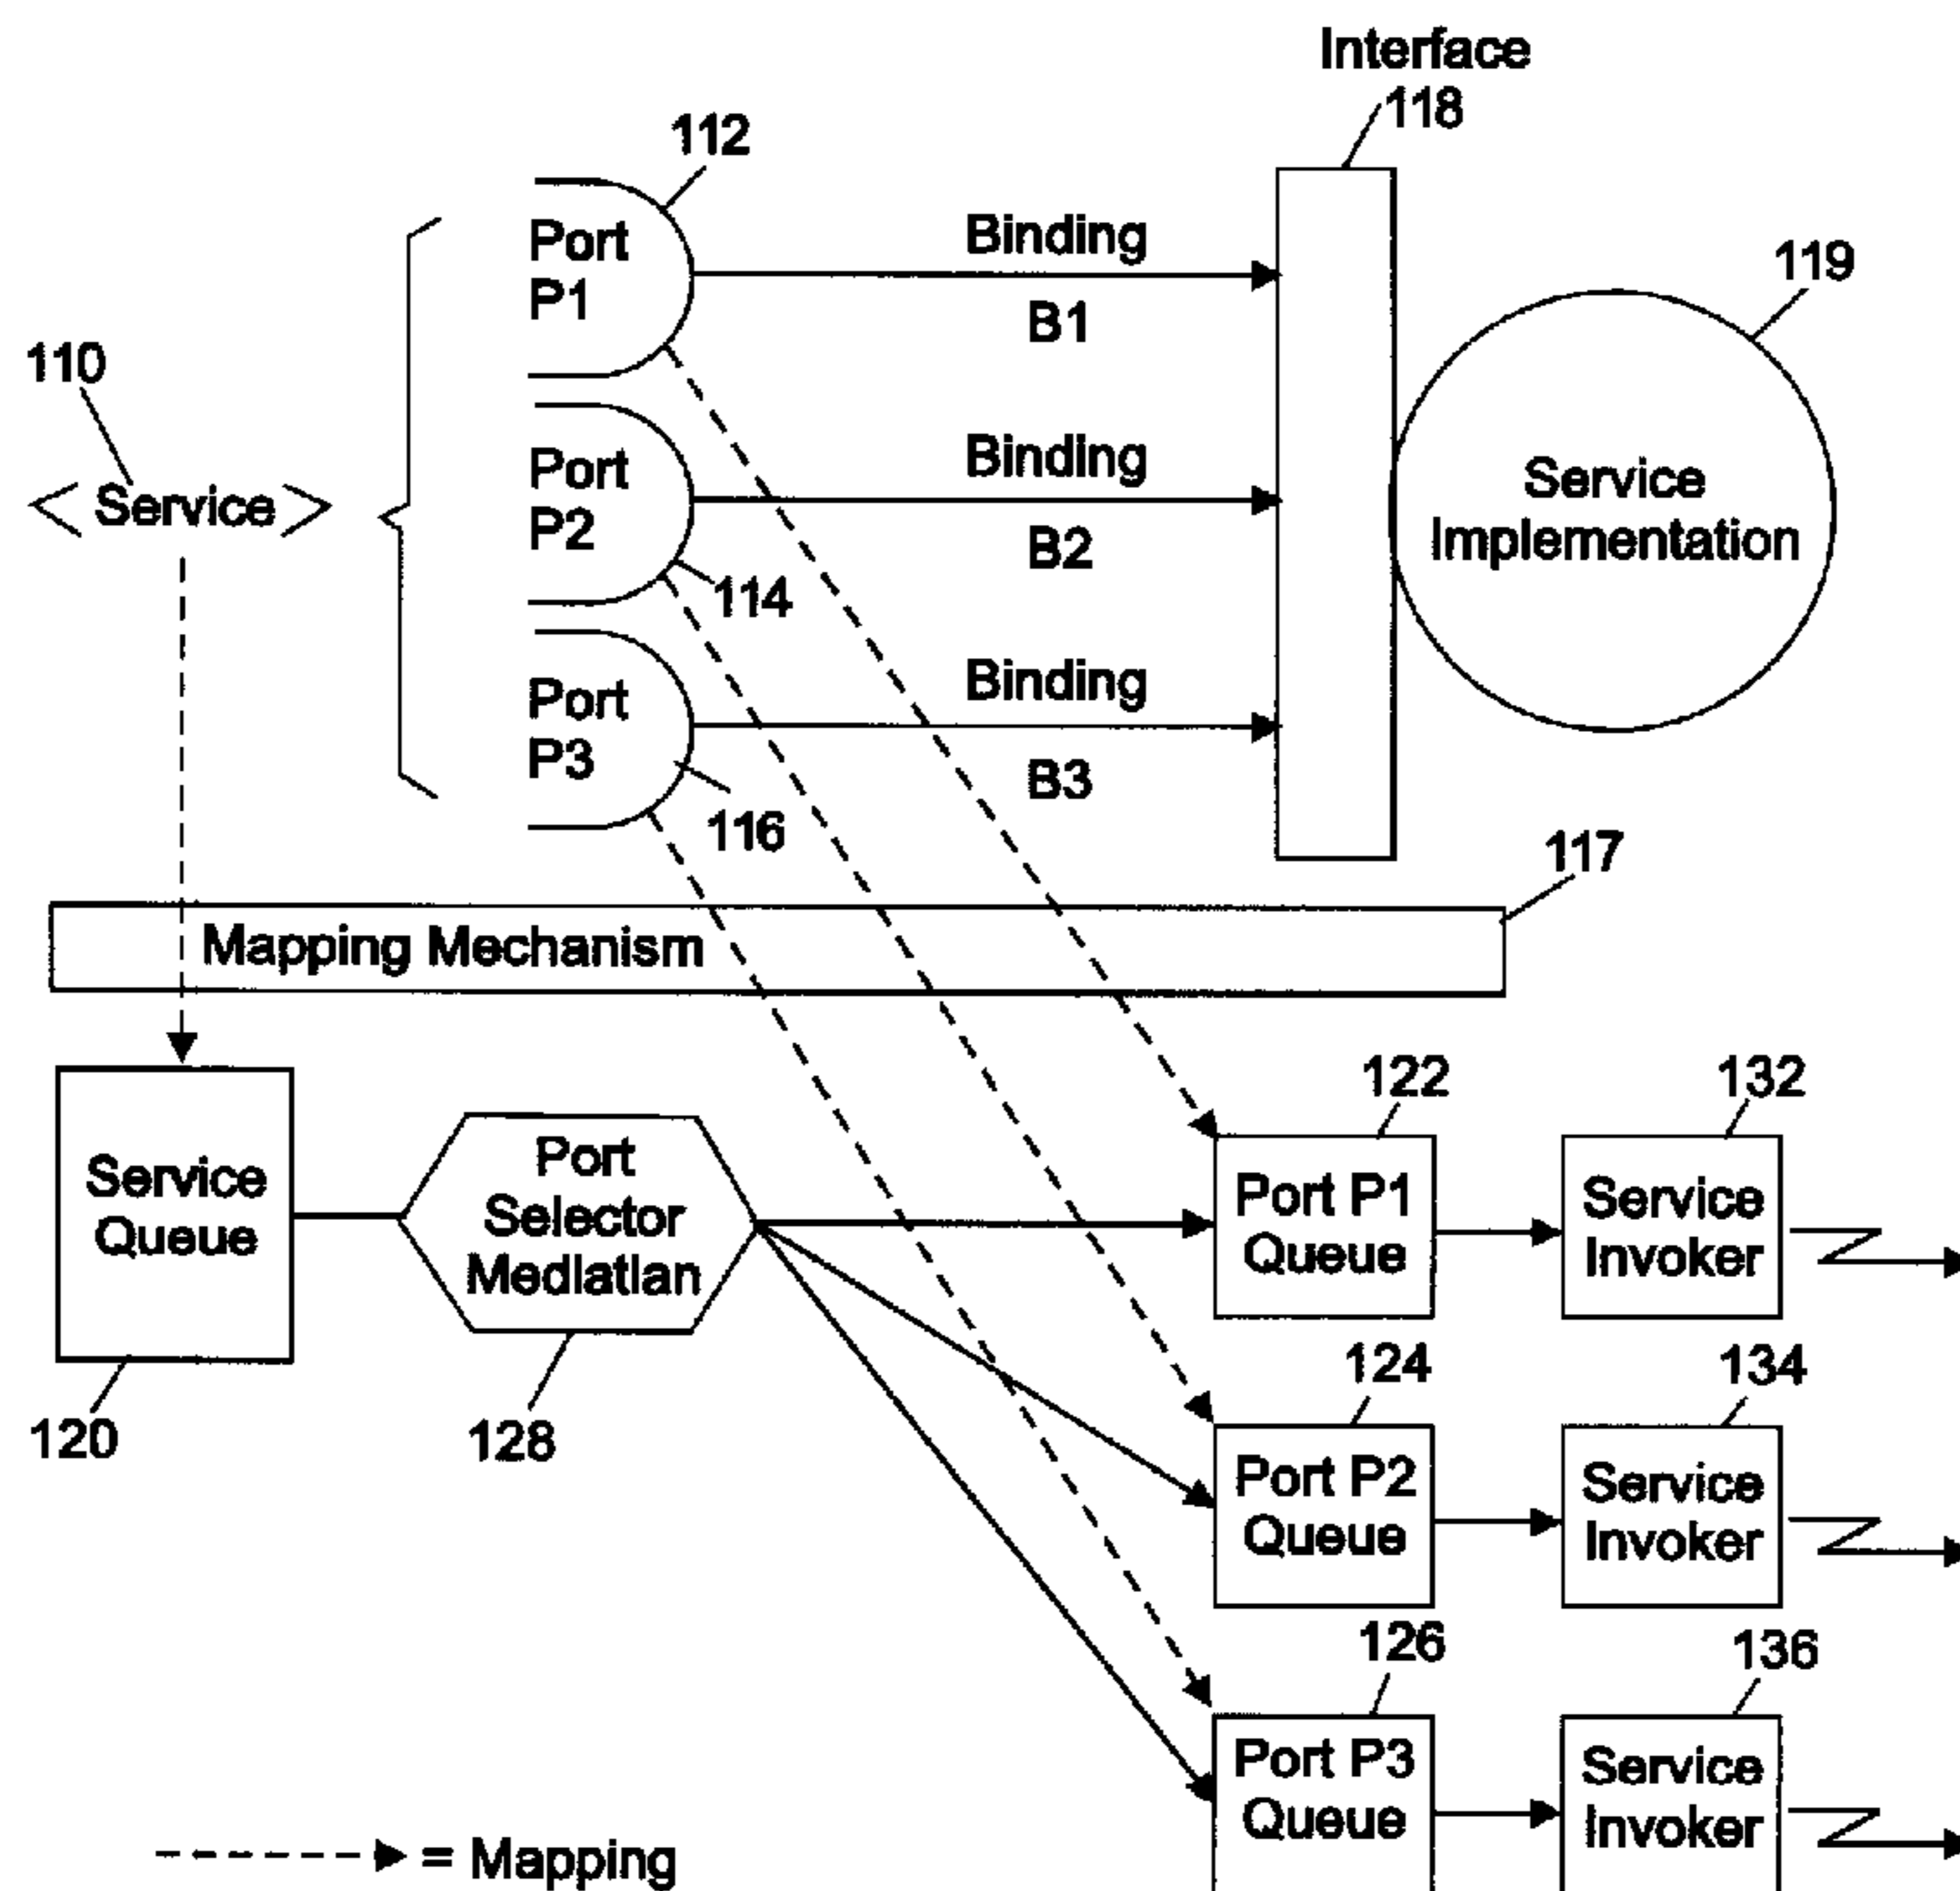 Interface
118
112
Port
P1
Binding
B1
119
110
< Service >
Port
P2
Binding
B2
114
Service
Implementation
Port
P3
Binding
B3
116
117
Mapping Mechanism
Service
Queue
120
Port
Selector
Mediatian
128
122
Port P1
Queue
132
Service
Invoker
124
Port P2
Queue
134
Service
Invoker
126
Port P3
Queue
136
Service
Invoker
= Mapping